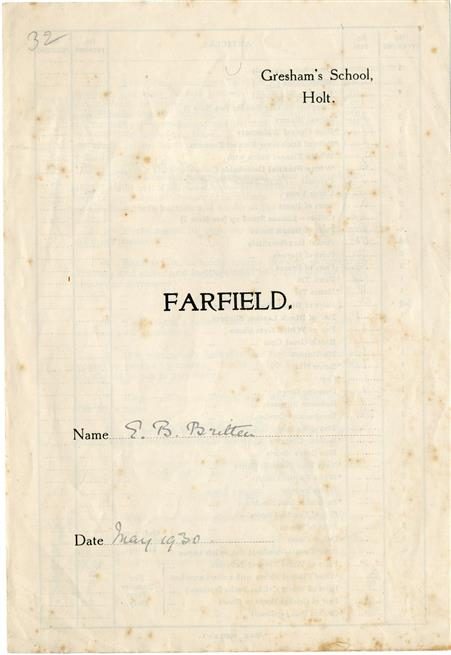 32
Gresham's School,
Holt.
FARFIELD.
Name E. B. Britten
Date May 1930